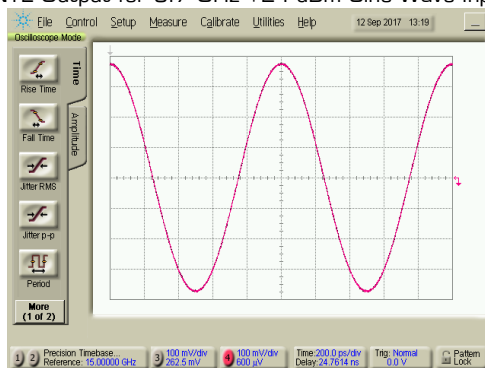 File Control Setup Measure Calibrate Utilities Help 12 Sep 2017 13:19
Oscilloscope Mode
Time
Amplitude
Rise Time
Fall Time
Jitter RMS
Jitter p-p
Period
More
(1 of 2)
1 2 Precision Timebase...
Reference: 15.00000 GHz
3 100 mV/div
262.5 mV
4 100 mV/div
600 µV
Time:200.0 ps/div
Delay:24.7614 ns
Trig: Normal
0.0 V
Pattern
Lock